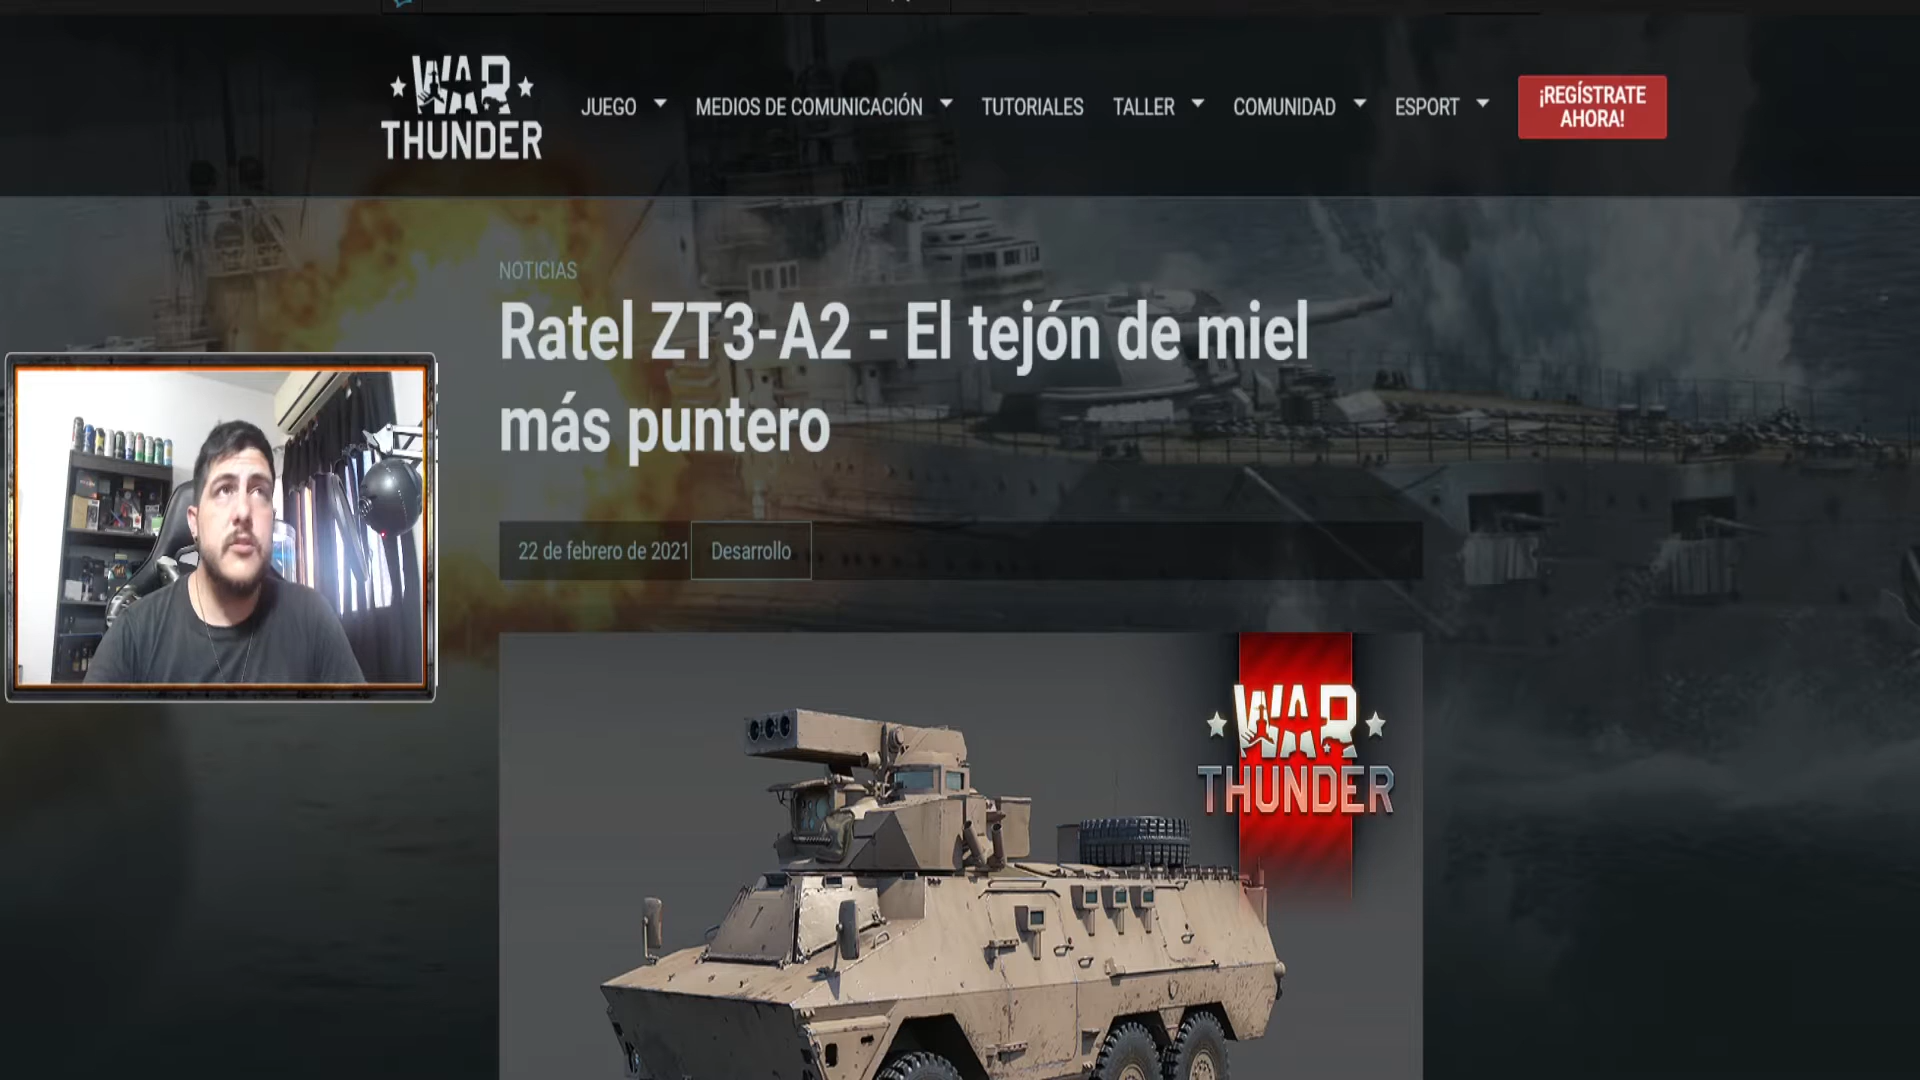 WAR
THUNDER
JUEGO
MEDIOS DE COMUNICACIÓN
TUTORIALES
TALLER
COMUNIDAD
ESPORT
¡REGÍSTRATE
AHORA!
NOTICIAS
Ratel ZT3-A2 - El tejón de miel
más puntero
22 de febrero de 2021
Desarrollo
WAR
THUNDER